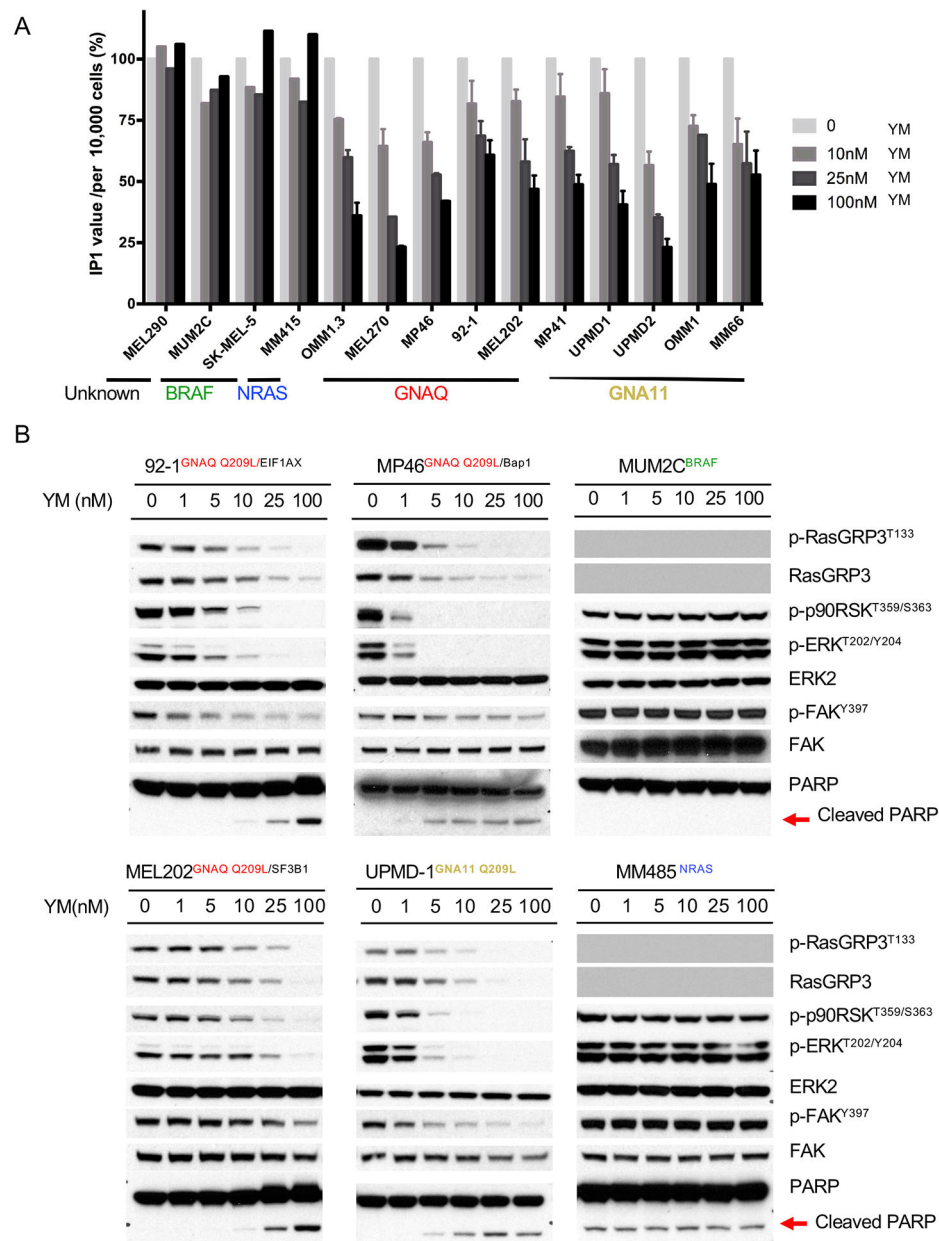 A
IP1 value /per 10,000 cells (%)
100
75
50
25
0
0 YM
10nM YM
25nM YM
100nM YM
MEL290 MUM2C SK-MEL-5 MM415 OMM1.3 MEL270 MP46 92-1 MEL202 MP41 UPMD1 UPMD2 OMM1 MM66
Unknown BRAF NRAS GNAQ GNA11
B
92-1GNAQ Q209L/EIF1AX MP46GNAQ Q209L/Bap1 MUM2CBRAF
YM (nM) 0 1 5 10 25 100 0 1 5 10 25 100 0 1 5 10 25 100
p-RasGRP3T133
RasGRP3
p-p90RSKT359/S363
p-ERKT202/Y204
ERK2
p-FAKY397
FAK
PARP
Cleaved PARP
MEL202GNAQ Q209L/SF3B1 UPMD-1GNA11 Q209L MM485 NRAS
YM(nM) 0 1 5 10 25 100 0 1 5 10 25 100 0 1 5 10 25 100
p-RasGRP3T133
RasGRP3
p-p90RSKT359/S363
p-ERKT202/Y204
ERK2
p-FAKY397
FAK
PARP
Cleaved PARP